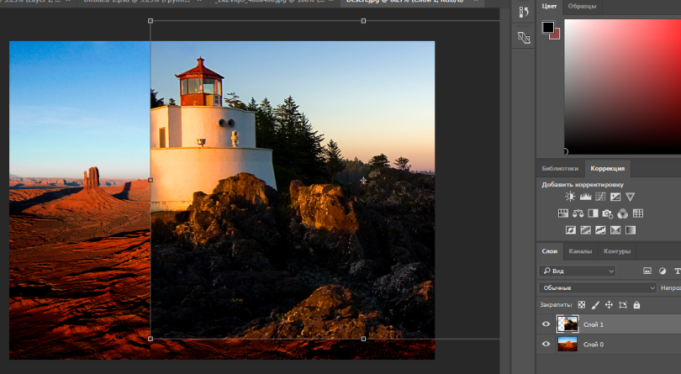 Цвет Образцы
Библиотеки Коррекция
Добавить корректировку
Слои Каналы Контуры
Вид
Обычные
Закрепить:
Слой 1
Слой 0